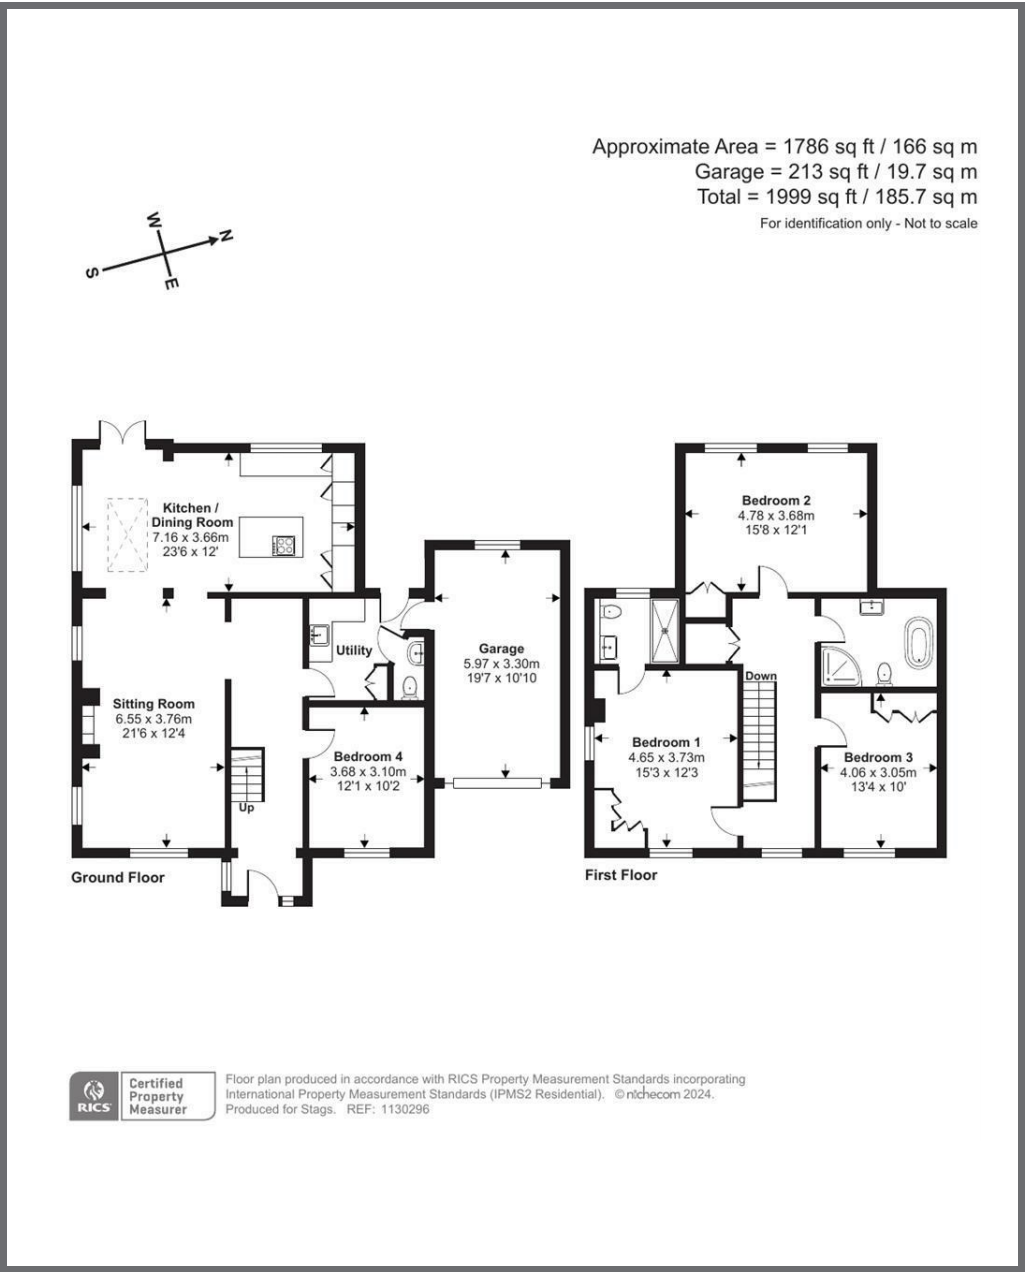 Approximate Area = 1786 sq ft / 166 sq m
Garage = 213 sq ft / 19.7 sq m
Total = 1999 sq ft / 185.7 sq m
For identification only - Not to scale
W
N
S
E
Kitchen /
Dining Room
7.16 x 3.66m
23'6 x 12'
Utility
Garage
5.97 x 3.30m
19'7 x 10'10
Sitting Room
6.55 x 3.76m
21'6 x 12'4
Bedroom 4
3.68 x 3.10m
12'1 x 10'2
Up
Ground Floor
Bedroom 2
4.78 x 3.68m
15'8 x 12'1
Down
Bedroom 1
4.65 x 3.73m
15'3 x 12'3
Bedroom 3
4.06 x 3.05m
13'4 x 10'
First Floor
RICS
Certified
Property
Measurer
Floor plan produced in accordance with RICS Property Measurement Standards incorporating
International Property Measurement Standards (IPMS2 Residential). © nichecom 2024.
Produced for Stags. REF: 1130296